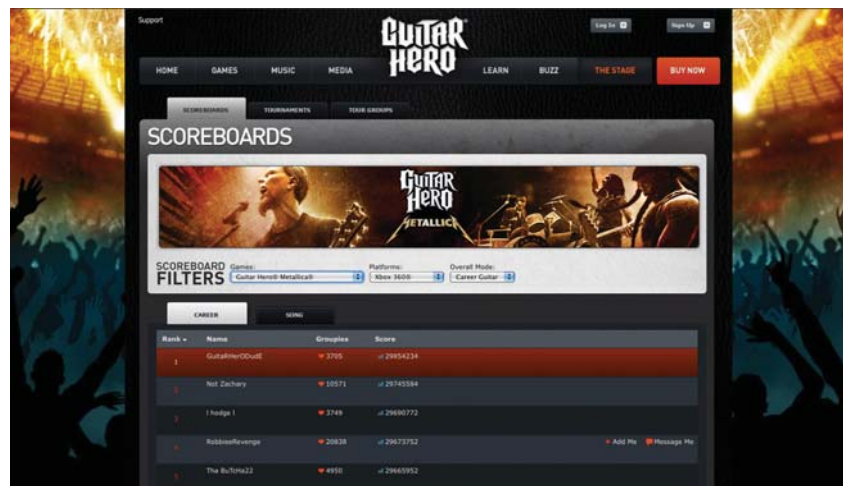 Support
Log In
Sign Up
GUITAR HERO
HOME GAMES MUSIC MEDIA LEARN BUZZ THE STAGE BUY NOW
SCOREBOARDS TOURNAMENTS TOUR GROUPS
SCOREBOARDS
GUITAR HERO
METALLICA
SCOREBOARD FILTERS
Games: Platforms: Overall Mode:
Guitar Hero® Metallica® Xbox 360® Career Guitar
CAREER SONG
Rank Name Groupies Score
1 GuitaRHerODudE 3705 29854234
2 Not Zachary 10571 29745584
3 l hodge l 3749 29690772
4 RobbieeRevenge 20838 29673752 Add Me Message Me
5 Tha BuTcHa22 4950 29665952